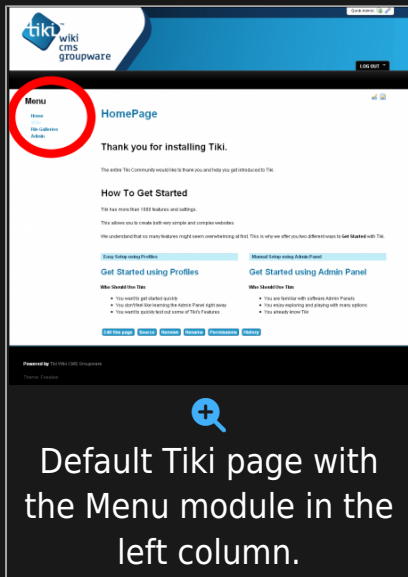 Quick Admin
tiki
wiki
cms
groupware
LOG OUT
Menu
Home
Wiki
File Galleries
Admin
HomePage
Thank you for installing Tiki.
The entire Tiki Community would like to thank you and help you get introduced to Tiki.
How To Get Started
Tiki has more than 1000 features and settings.
This allows you to create both very simple and complex websites.
We understand that so many features might seem overwhelming at first. This is why we offer you two different ways to Get Started with Tiki.
Easy Setup using Profiles
Manual Setup using Admin Panel
Get Started using Profiles
Get Started using Admin Panel
Who Should Use This
Who Should Use This
You want to get started quickly
You don't feel like learning the Admin Panel right away
You want to quickly test out some of Tiki's Features
You are familiar with software Admin Panels
You enjoy exploring and playing with many options
You already know Tiki
Edit this page Source Remove Rename Permissions History
Powered by Tiki Wiki CMS Groupware
Theme: Fivealive
Default Tiki page with
the Menu module in the
left column.